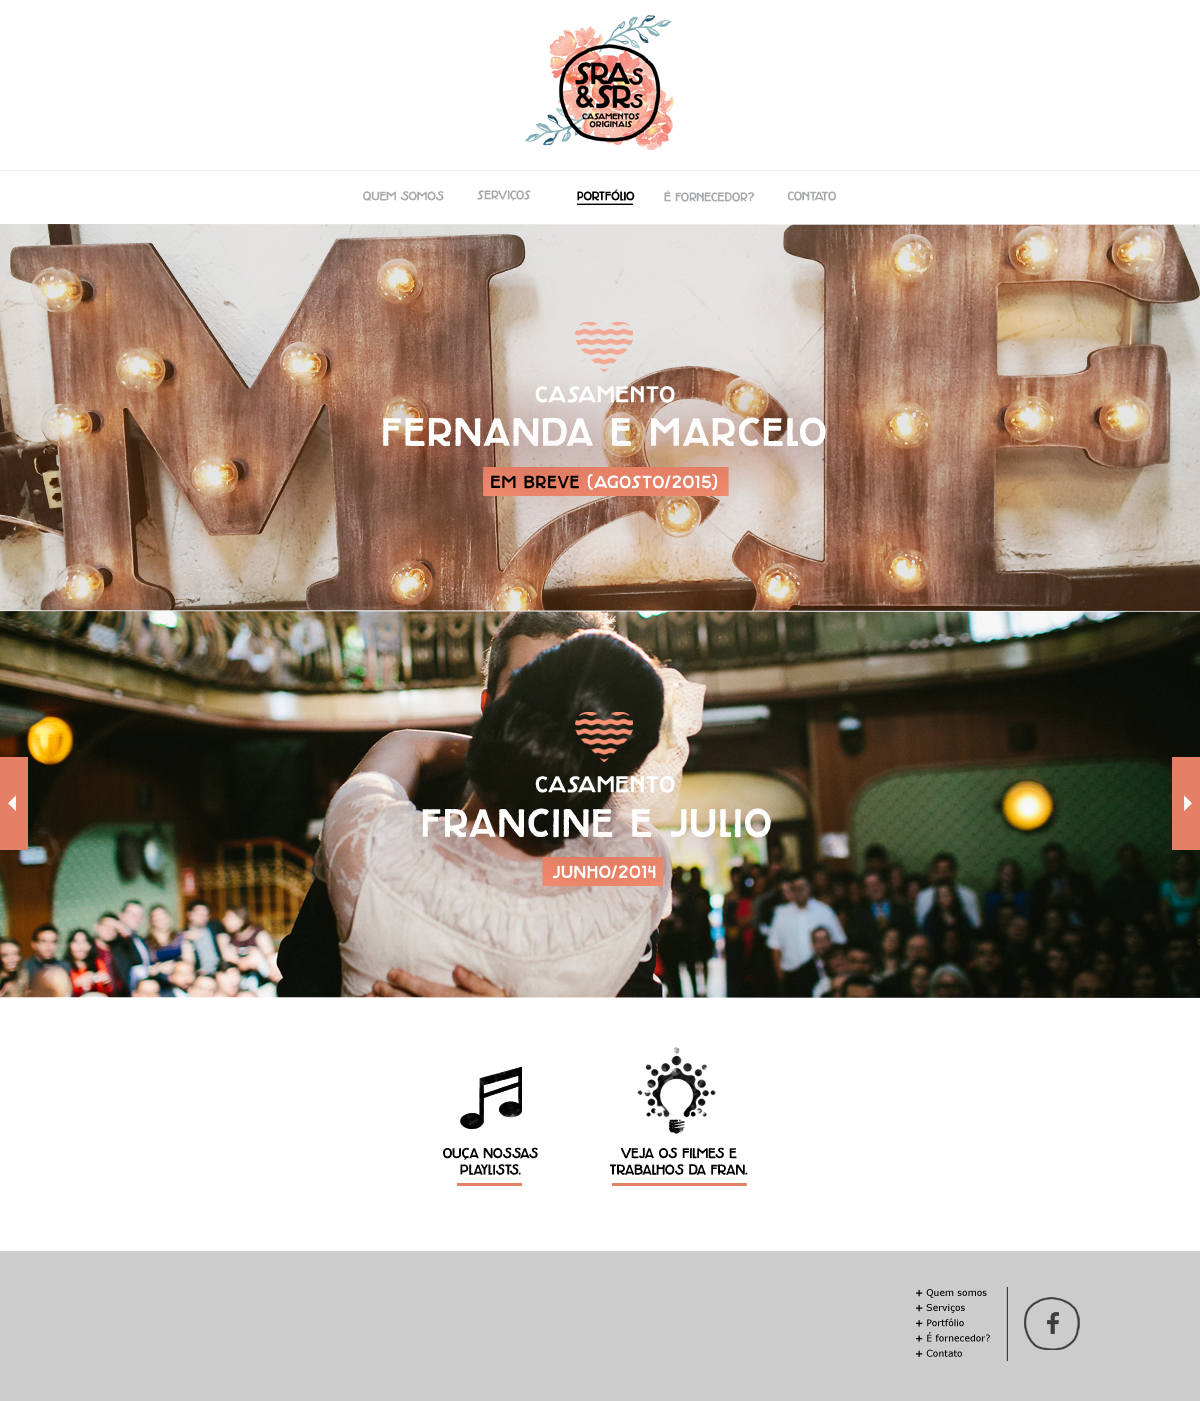 SRAs
&SRs
CASAMENTOS
ORIGINAIS
QUEM SOMOS
SERVIÇOS
PORTFÓLIO
É FORNECEDOR?
CONTATO
M & E
CASAMENTO
FERNANDA E MARCELO
EM BREVE (AGOSTO/2015)
CASAMENTO
FRANCINE E JULIO
JUNHO/2014
OUÇA NOSSAS
PLAYLISTS.
VEJA OS FILMES E
TRABALHOS DA FRAN.
+ Quem somos
+ Serviços
+ Portfólio
+ É fornecedor?
+ Contato
f